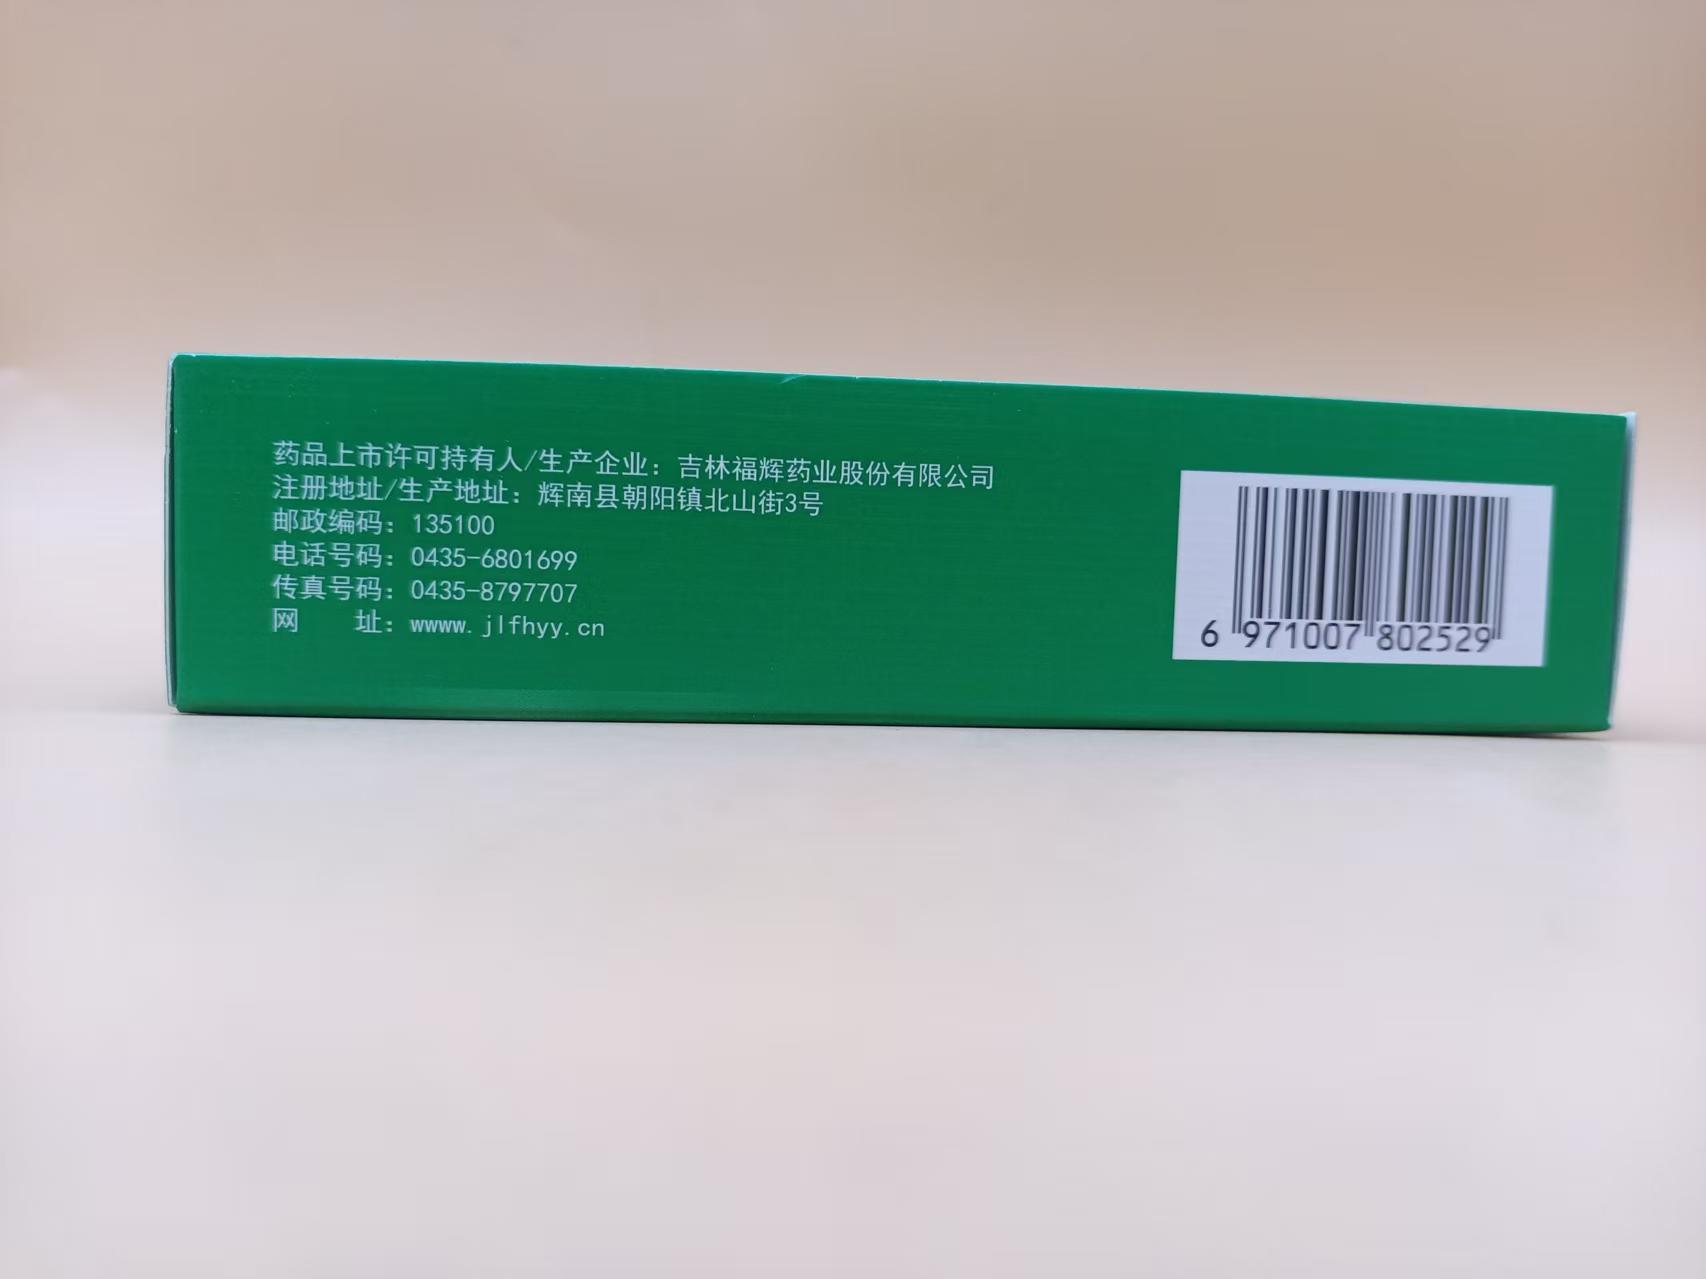 药品上市许可持有人/生产企业：吉林福辉药业股份有限公司
注册地址/生产地址：辉南县朝阳镇北山街3号
邮政编码：135100
电话号码：0435-6801699
传真号码：0435-8797707
网　　址：www.jlfhyy.cn
6 971007 802529